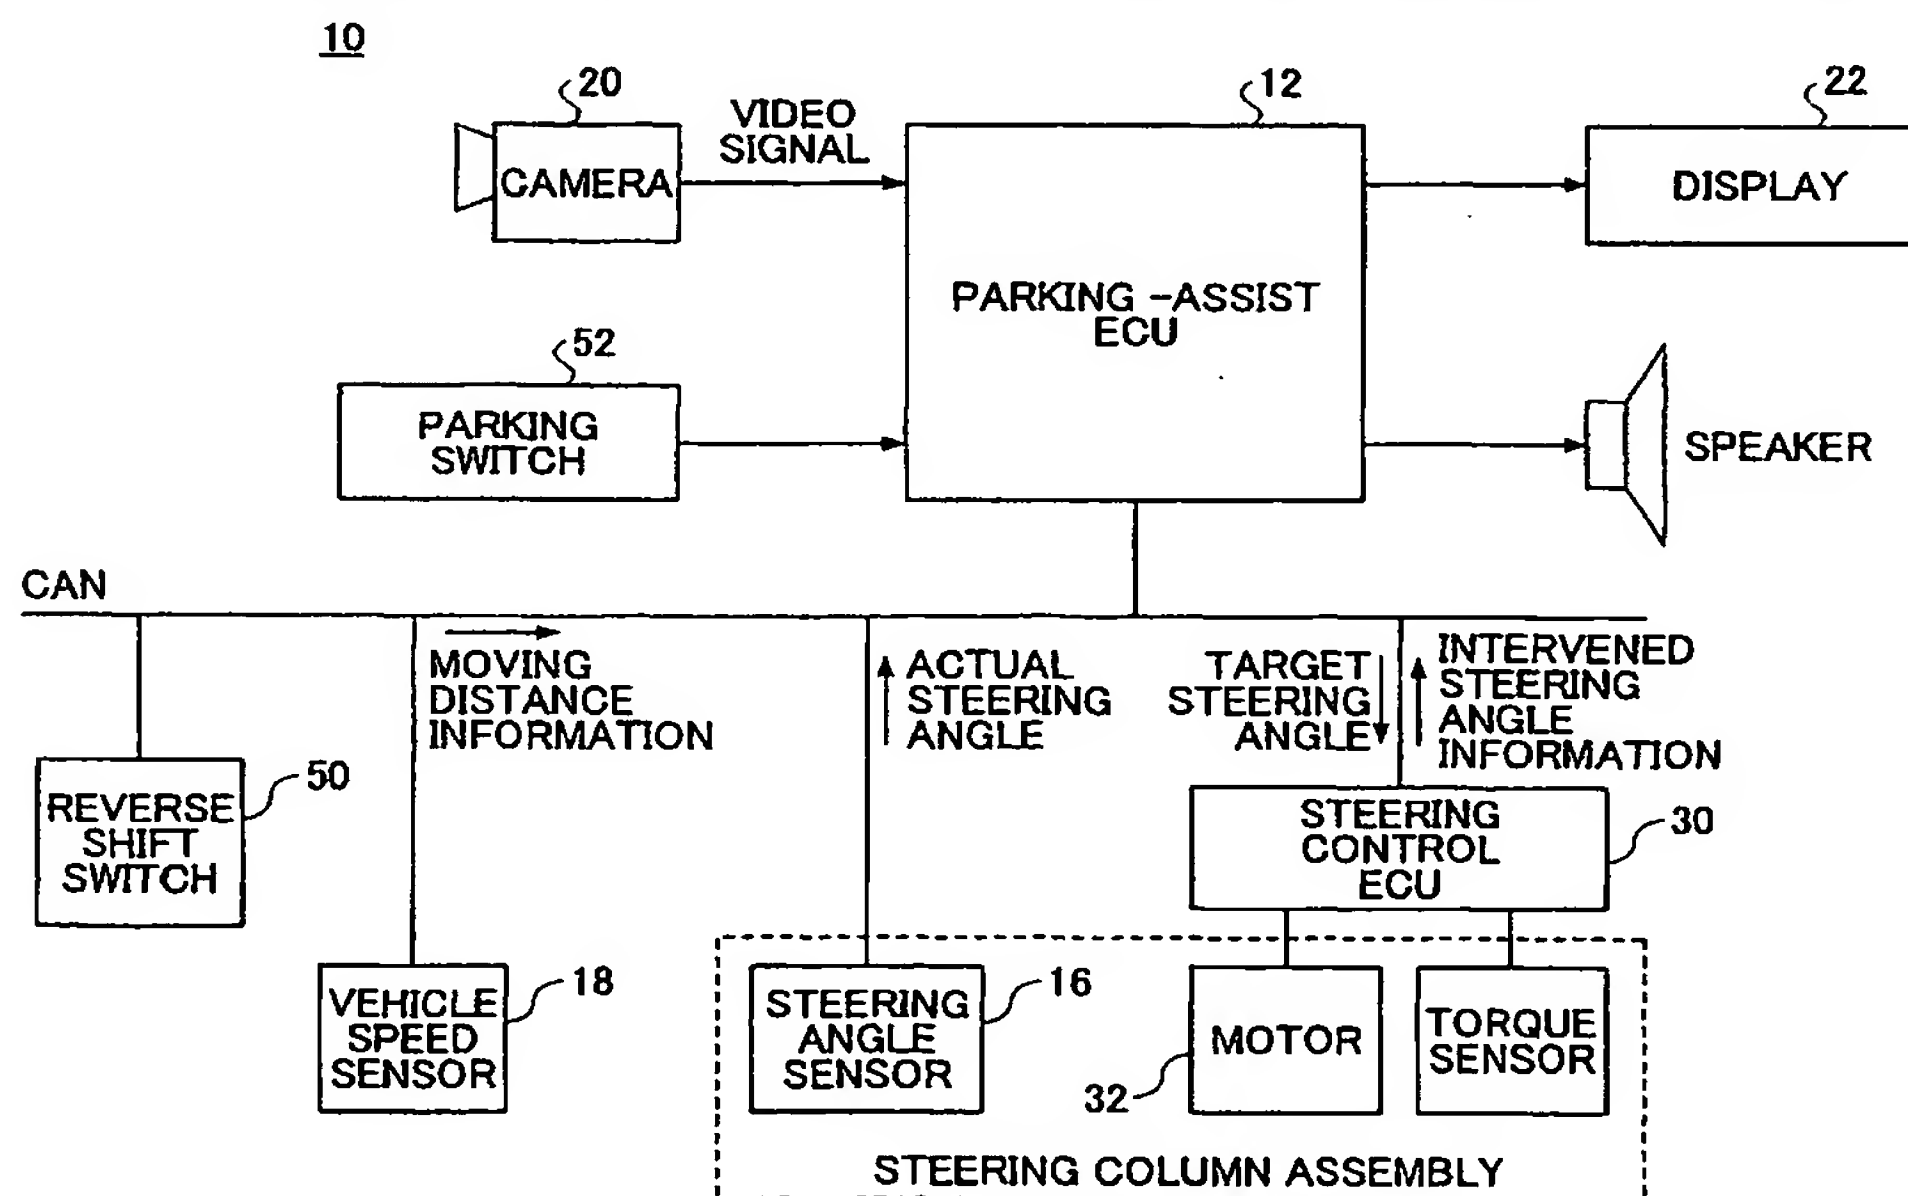 10
20
VIDEO
SIGNAL
12
22
CAMERA
DISPLAY
PARKING -ASSIST
ECU
52
PARKING
SWITCH
SPEAKER
CAN
MOVING
DISTANCE
INFORMATION
ACTUAL
STEERING
ANGLE
TARGET
STEERING
ANGLE
INTERVENED
STEERING
ANGLE
INFORMATION
50
REVERSE
SHIFT
SWITCH
STEERING
CONTROL
ECU
30
18
VEHICLE
SPEED
SENSOR
16
STEERING
ANGLE
SENSOR
32
MOTOR
TORQUE
SENSOR
STEERING COLUMN ASSEMBLY